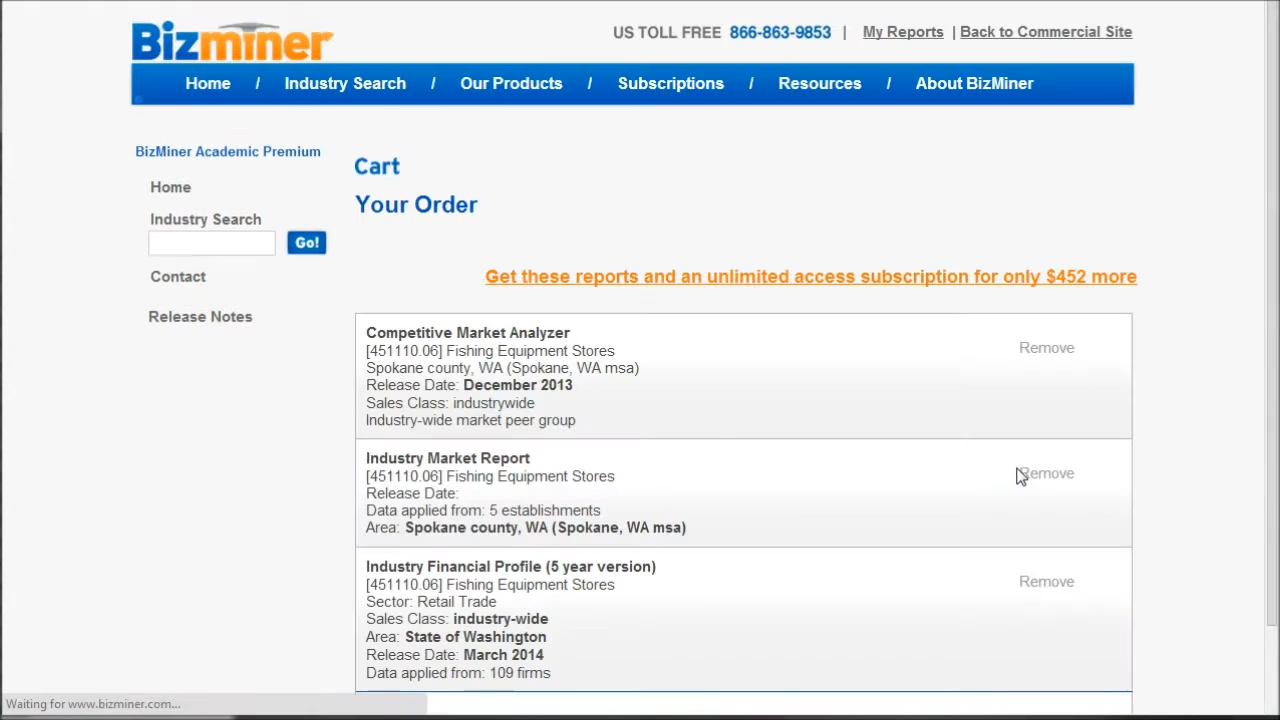 Bizminer
US TOLL FREE 866-863-9853 | My Reports | Back to Commercial Site
Home / Industry Search / Our Products / Subscriptions / Resources / About BizMiner
BizMiner Academic Premium
Home
Industry Search
Go!
Contact
Release Notes
Cart
Your Order
Get these reports and an unlimited access subscription for only $452 more
Competitive Market Analyzer
[451110.06] Fishing Equipment Stores
Remove
Spokane county, WA (Spokane, WA msa)
Release Date: December 2013
Sales Class: industrywide
Industry-wide market peer group
Industry Market Report
[451110.06] Fishing Equipment Stores
Remove
Release Date:
Data applied from: 5 establishments
Area: Spokane county, WA (Spokane, WA msa)
Industry Financial Profile (5 year version)
[451110.06] Fishing Equipment Stores
Remove
Sector: Retail Trade
Sales Class: industry-wide
Area: State of Washington
Release Date: March 2014
Data applied from: 109 firms
Waiting for www.bizminer.com...